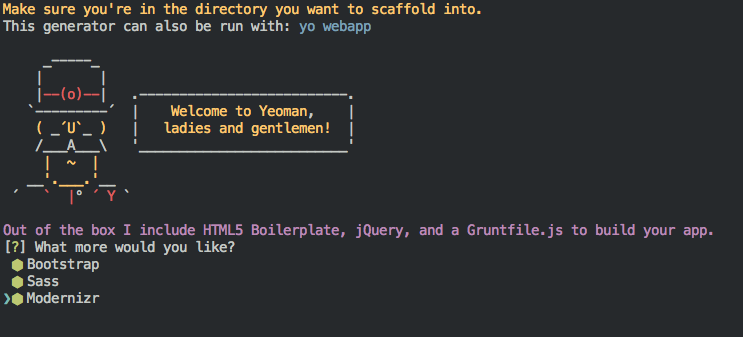 Make sure you're in the directory you want to scaffold into.
This generator can also be run with: yo webapp
Welcome to Yeoman,
ladies and gentlemen!
Out of the box I include HTML5 Boilerplate, jQuery, and a Gruntfile.js to build your app.
[?] What more would you like?
Bootstrap
Sass
❯Modernizr